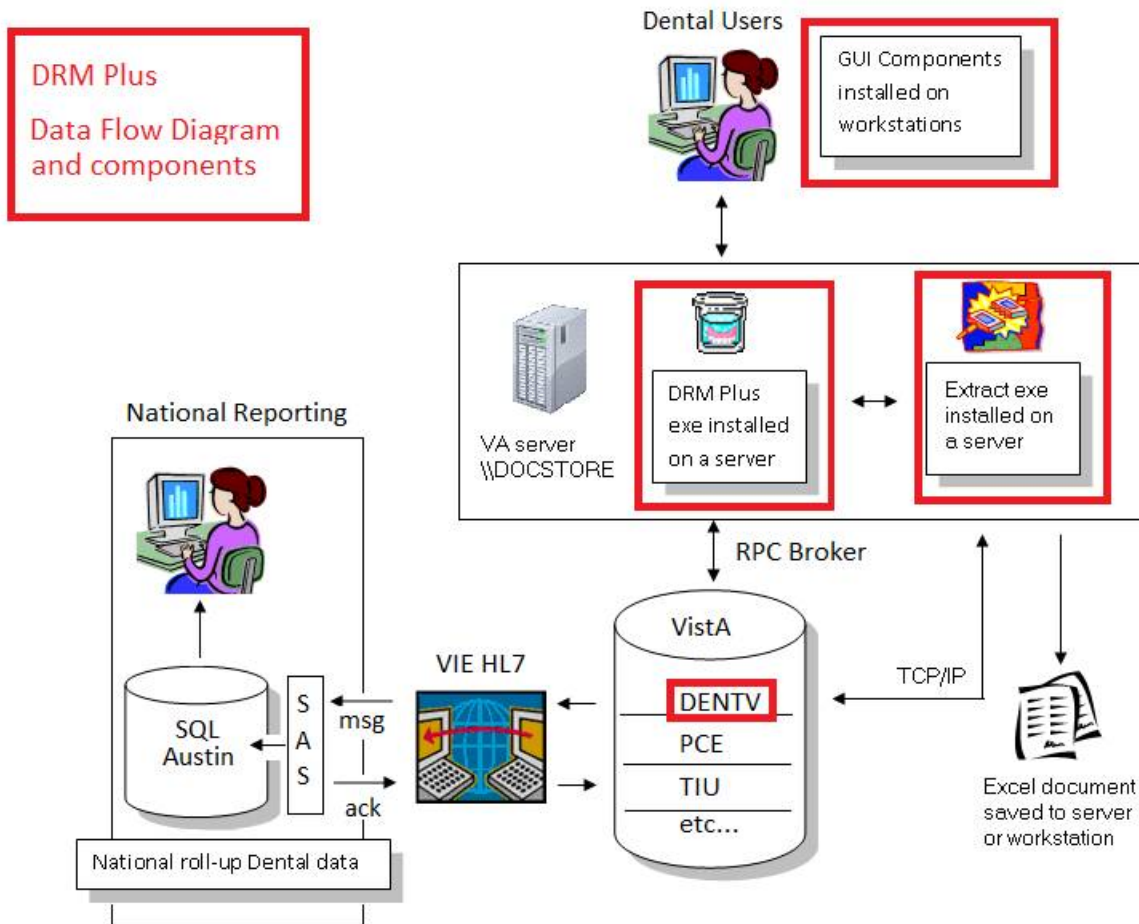 DRM Plus
Data Flow Diagram
and components
Dental Users
GUI Components
installed on
workstations
VA server
\\DOCSTORE
DRM Plus
exe installed
on a server
Extract exe
installed on
a server
RPC Broker
National Reporting
SQL
Austin
S
A
S
msg
ack
National roll-up Dental data
VIE HL7
VistA
DENTV
PCE
TIU
etc...
TCP/IP
Excel document
saved to server
or workstation